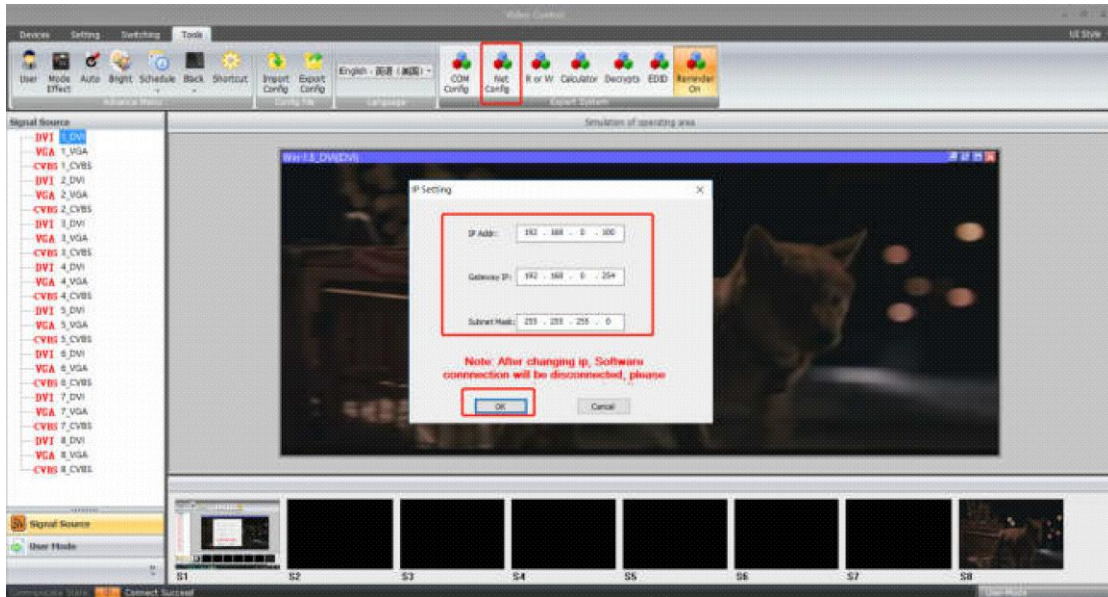 Video Control
Devices Setting Switching Tools UI Style
User Mode Effect Auto Bright Schedule Black Shortcut Import Config Export Config English - 英语 (美国) COM Config Net Config R or W Calculator Decrypto EDID Reminder On
Advance Menu Config File Language Expert System
Signal Source Simulation of operating area
DVI 1_DVI
VGA 1_VGA
CVBS 1_CVBS
DVI 2_DVI
VGA 2_VGA
CVBS 2_CVBS
DVI 3_DVI
VGA 3_VGA
CVBS 3_CVBS
DVI 4_DVI
VGA 4_VGA
CVBS 4_CVBS
DVI 5_DVI
VGA 5_VGA
CVBS 5_CVBS
DVI 6_DVI
VGA 6_VGA
CVBS 6_CVBS
DVI 7_DVI
VGA 7_VGA
CVBS 7_CVBS
DVI 8_DVI
VGA 8_VGA
CVBS 8_CVBS
IP Setting
IP Addr: 192 . 168 . 0 . 100
Gateway IP: 192 . 168 . 0 . 254
Subnet Mask: 255 . 255 . 255 . 0
Note: After changing ip, Software
connnection will be disconnected, please
OK Cancel
Signal Source
User Mode
S1 S2 S3 S4 S5 S6 S7 S8
Connect Succeed User-Mode